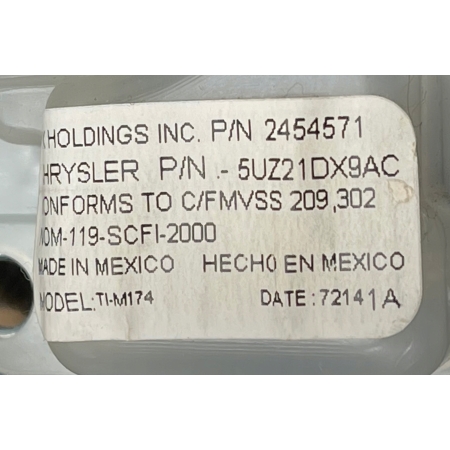 HOLDINGS INC. P/N 2454571
HRYSLER P/N .- 5UZ21DX9AC
ONFORMS TO C/FMVSS 209,302
NOM-119-SCFI-2000
MADE IN MEXICO HECHO EN MEXICO
MODEL: TI-M174 DATE: 72141A